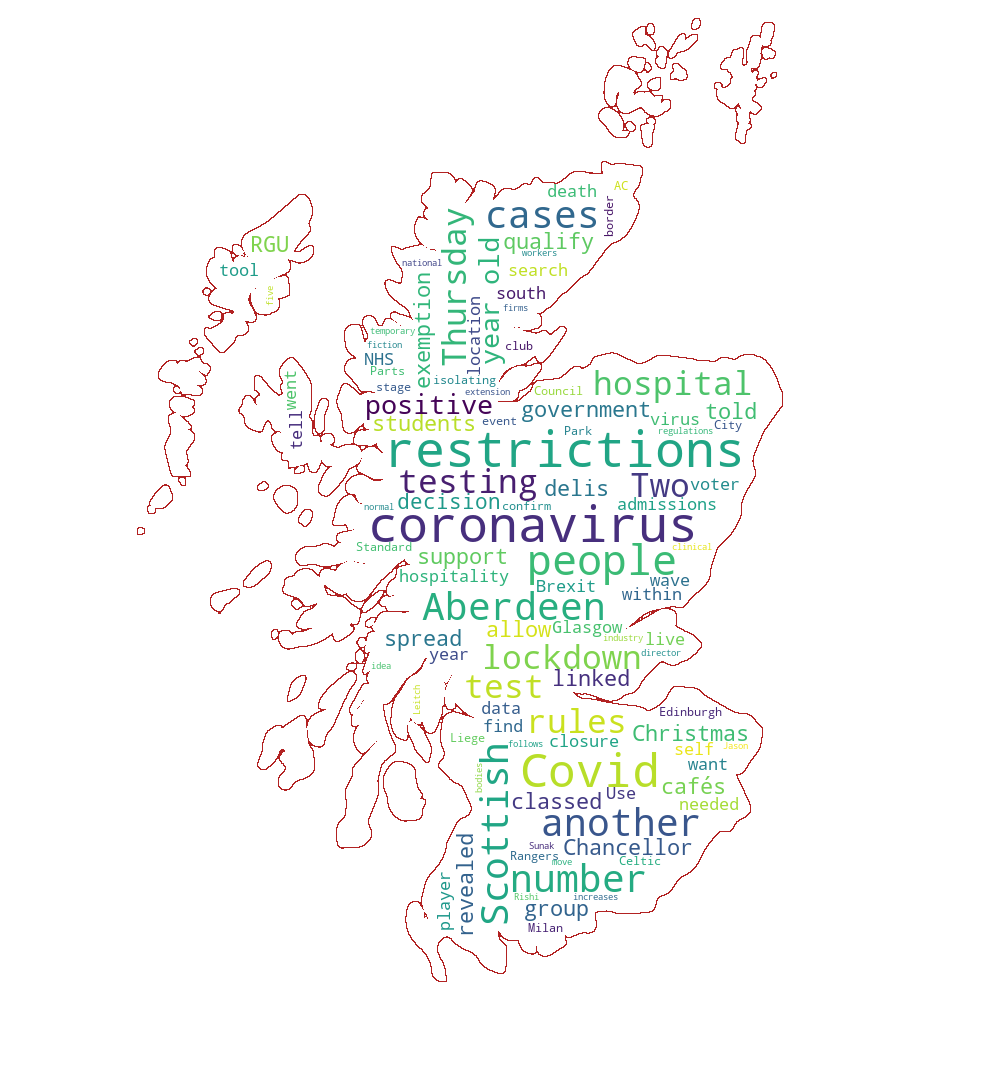 death
AC
cases
border
Thursday
RGU
qualify
old
workers
national
tool
search
exemption
five
south
location
firms
year
temporary
fiction
club
NHS
Parts
isolating
went
stage
extension
Council
hospital
positive
government
told
students
event
virus
City
tell
Park
regulations
restrictions
testing
Two
voter
delis
decision
normal
confirm
admissions
coronavirus
Standard
support
people
clinical
hospitality
Brexit
wave
within
Aberdeen
allow
Glasgow
spread
industry
live
year
lockdown
director
idea
linked
test
Leitch
data
Edinburgh
find
rules
Christmas
Liege
follows
closure
self
Jason
Scottish
want
bodies
Covid
cafés
classed
Use
needed
another
revealed
Sunak
Chancellor
Rangers
move
Celtic
number
player
Rishi
increases
group
Milan